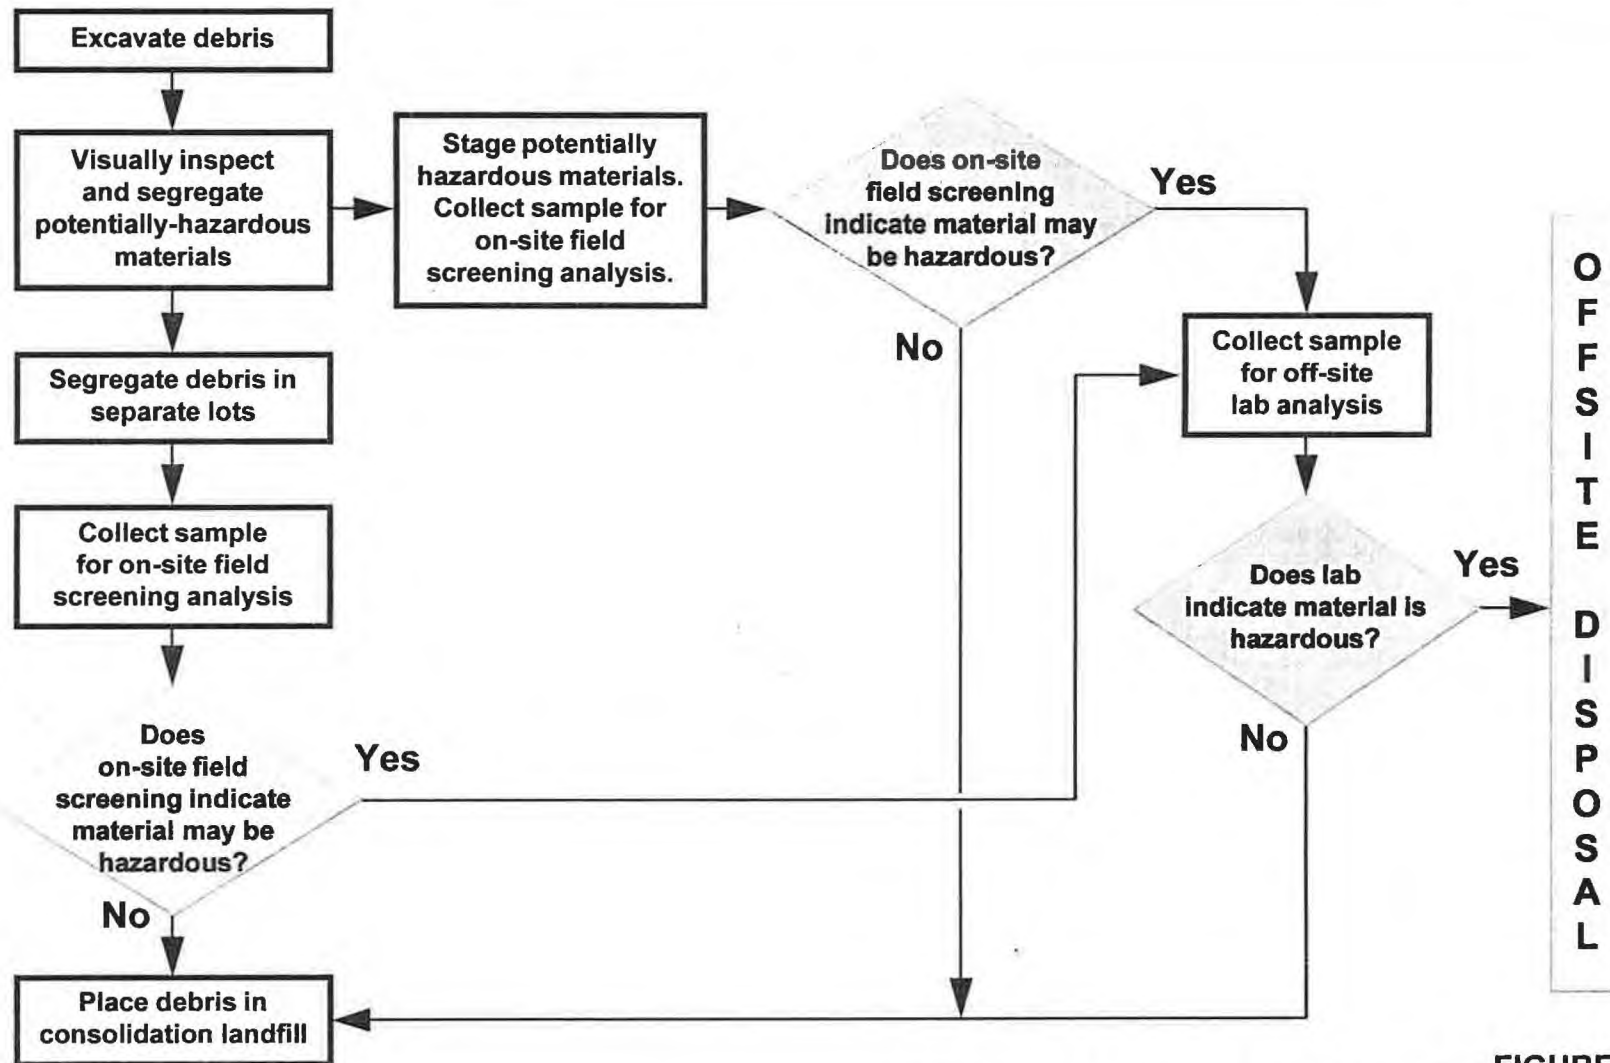 Excavate debris
Visually inspect
and segregate
potentially-hazardous
materials
Stage potentially
hazardous materials.
Collect sample for
on-site field
screening analysis.
Does on-site
field screening
indicate material may
be hazardous?
Yes
No
Segregate debris in
separate lots
Collect sample
for on-site field
screening analysis
Does
on-site field
screening indicate
material may be
hazardous?
Yes
No
Collect sample
for off-site
lab analysis
Does lab
indicate material is
hazardous?
Yes
No
Place debris in
consolidation landfill
OFFSITE DISPOSAL
FIGURE